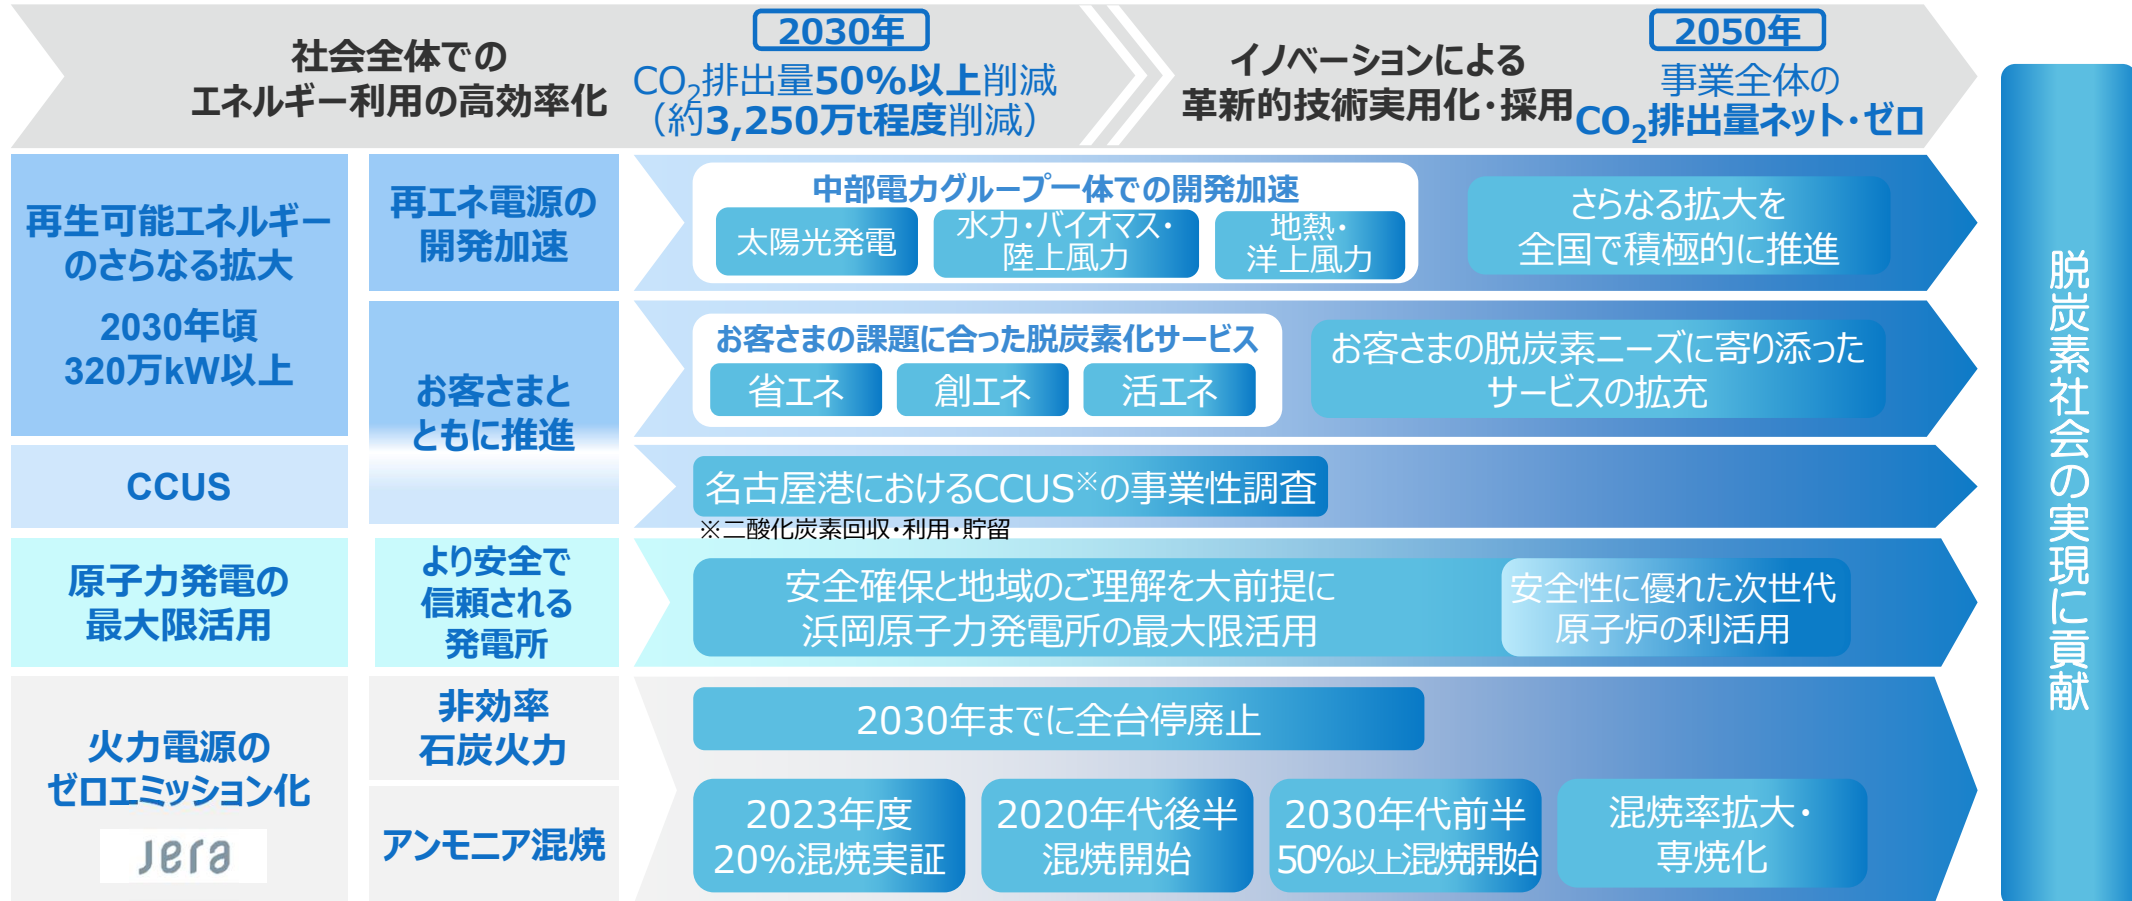 社会全体での
エネルギー利用の高効率化
2030年
CO₂排出量50%以上削減
（約3,250万t程度削減）
イノベーションによる
革新的技術実用化・採用
2050年
事業全体の
CO₂排出量ネット・ゼロ
再生可能エネルギー
のさらなる拡大
2030年頃
320万kW以上
再エネ電源の
開発加速
中部電力グループ一体での開発加速
太陽光発電
水力・バイオマス・
陸上風力
地熱・
洋上風力
さらなる拡大を
全国で積極的に推進
お客さまと
ともに推進
お客さまの課題に合った脱炭素化サービス
省エネ
創エネ
活エネ
お客さまの脱炭素ニーズに寄り添った
サービスの拡充
CCUS
名古屋港におけるCCUS※の事業性調査
※二酸化炭素回収・利用・貯留
原子力発電の
最大限活用
より安全で
信頼される
発電所
安全確保と地域のご理解を大前提に
浜岡原子力発電所の最大限活用
安全性に優れた次世代
原子炉の利活用
火力電源の
ゼロエミッション化
Jera
非効率
石炭火力
2030年までに全台停廃止
アンモニア混焼
2023年度
20%混焼実証
2020年代後半
混焼開始
2030年代前半
50%以上混焼開始
混焼率拡大・
専焼化
脱炭素社会の実現に貢献